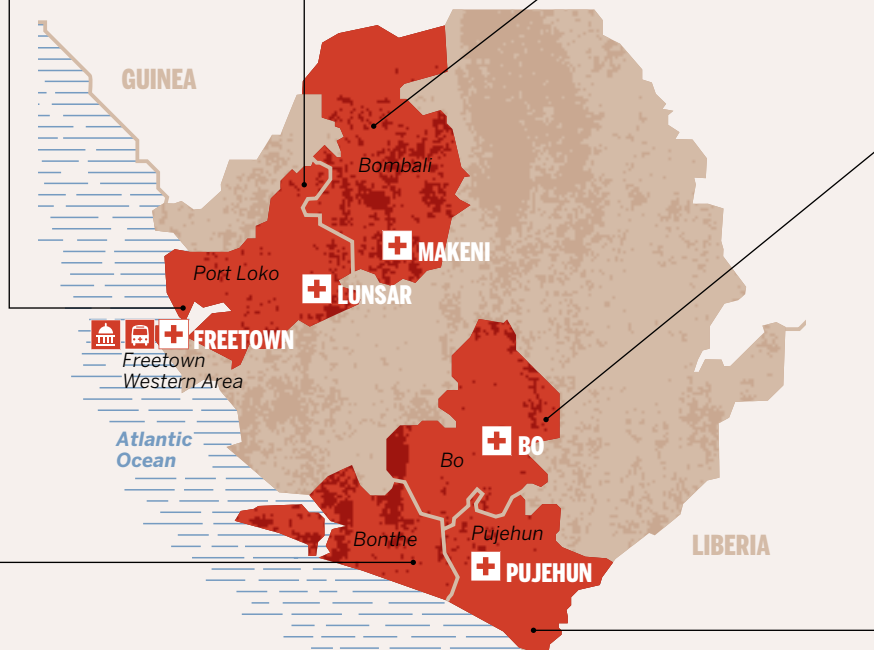 GUINEA
Bombali
MAKENI
Port Loko
LUNSAR
FREETOWN
Freetown
Western Area
Atlantic
Ocean
BO
Bo
Bonthe
Pujehun
PUJEHUN
LIBERIA